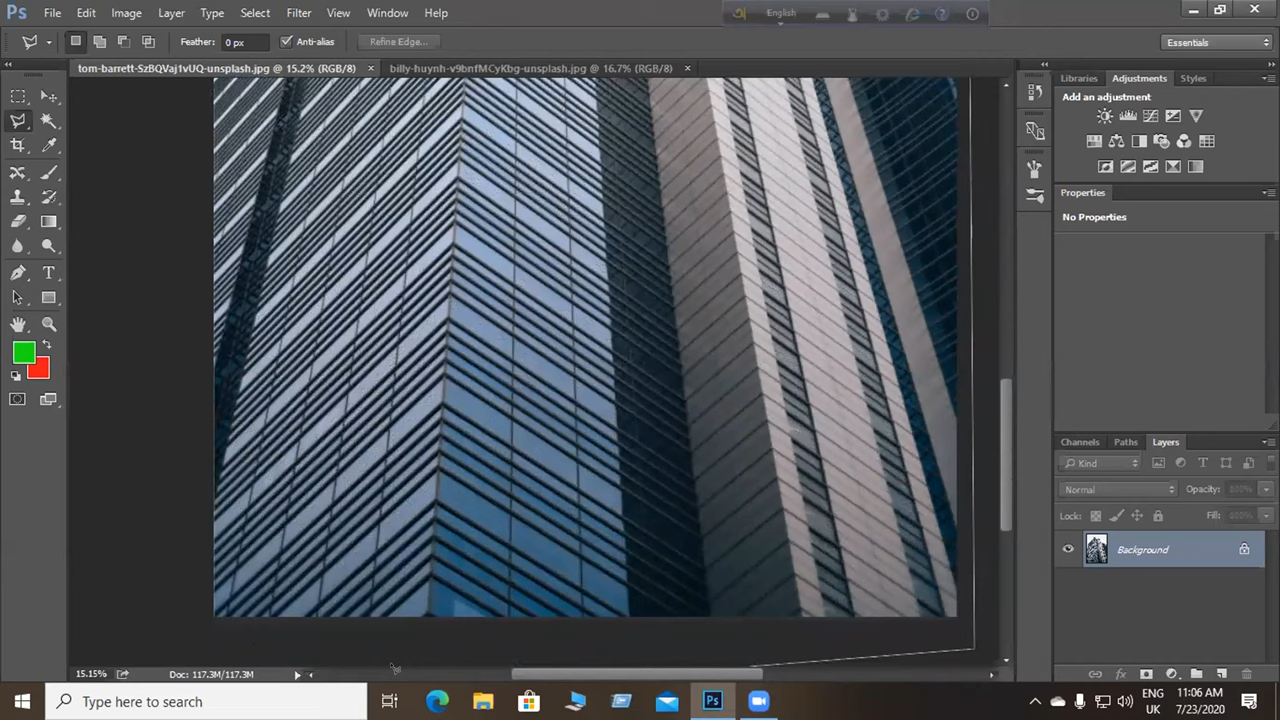 Ps File Edit Image Layer Type Select Filter View Window Help
English
Feather: 0 px Anti-alias Refine Edge... Essentials
tom-barrett-SzBQVaj1vUQ-unsplash.jpg @ 15.2% (RGB/8) × billy-huynh-v9bnfMCyKbg-unsplash.jpg @ 16.7% (RGB/8) ×
Libraries Adjustments Styles
Add an adjustment
Properties
No Properties
Channels Paths Layers
Kind
Normal Opacity:
Lock: Fill:
Background
15.15% Doc: 117.3M/117.3M
Type here to search
Ps
ENG
UK
11:06 AM
7/23/2020